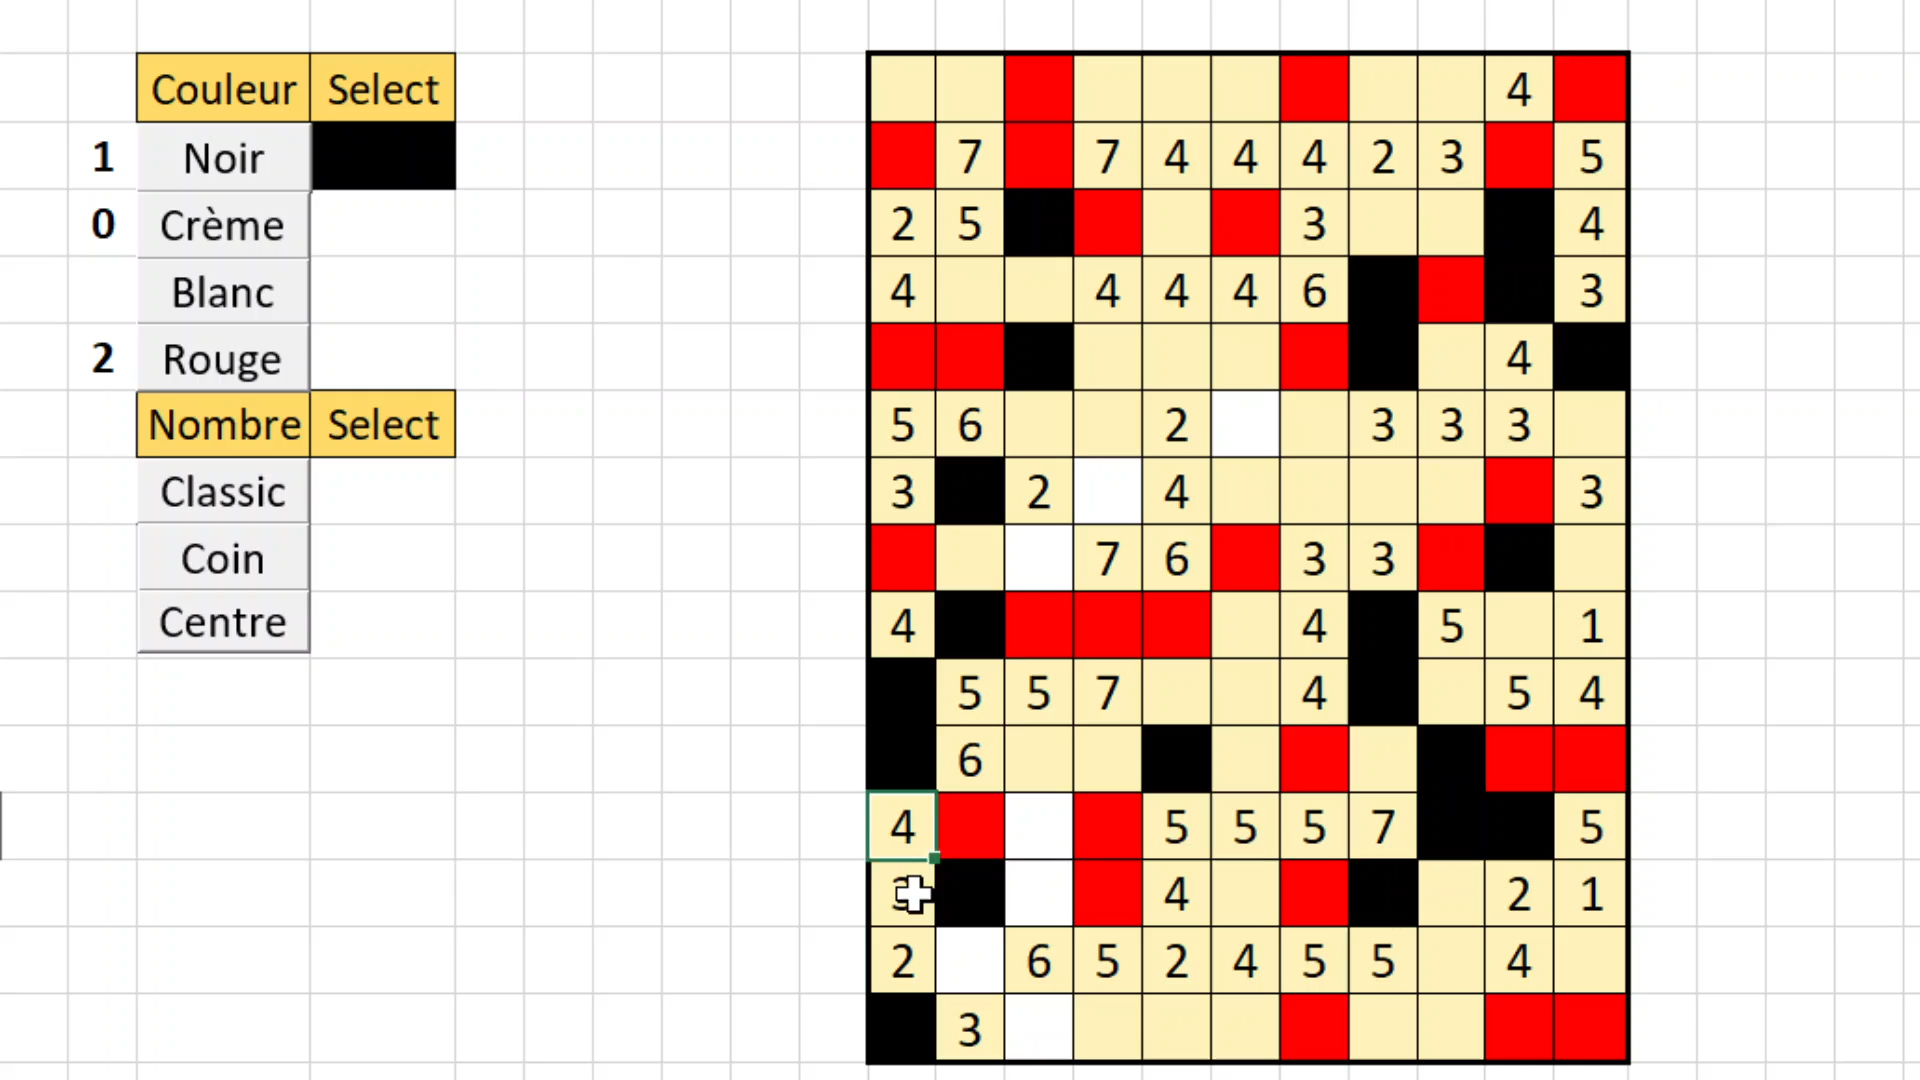 Couleur Select
1 Noir
0 Crème
Blanc
2 Rouge
Nombre Select
Classic
Coin
Centre
4
7 7 4 4 4 2 3 5
2 5 3 4
4 4 4 4 6 3
4
5 6 2 3 3 3
3 2 4 3
7 6 3 3
4 4 5 1
5 5 7 4 5 4
6
4 5 5 5 7 5
4 2 1
2 6 5 2 4 5 5 4
3